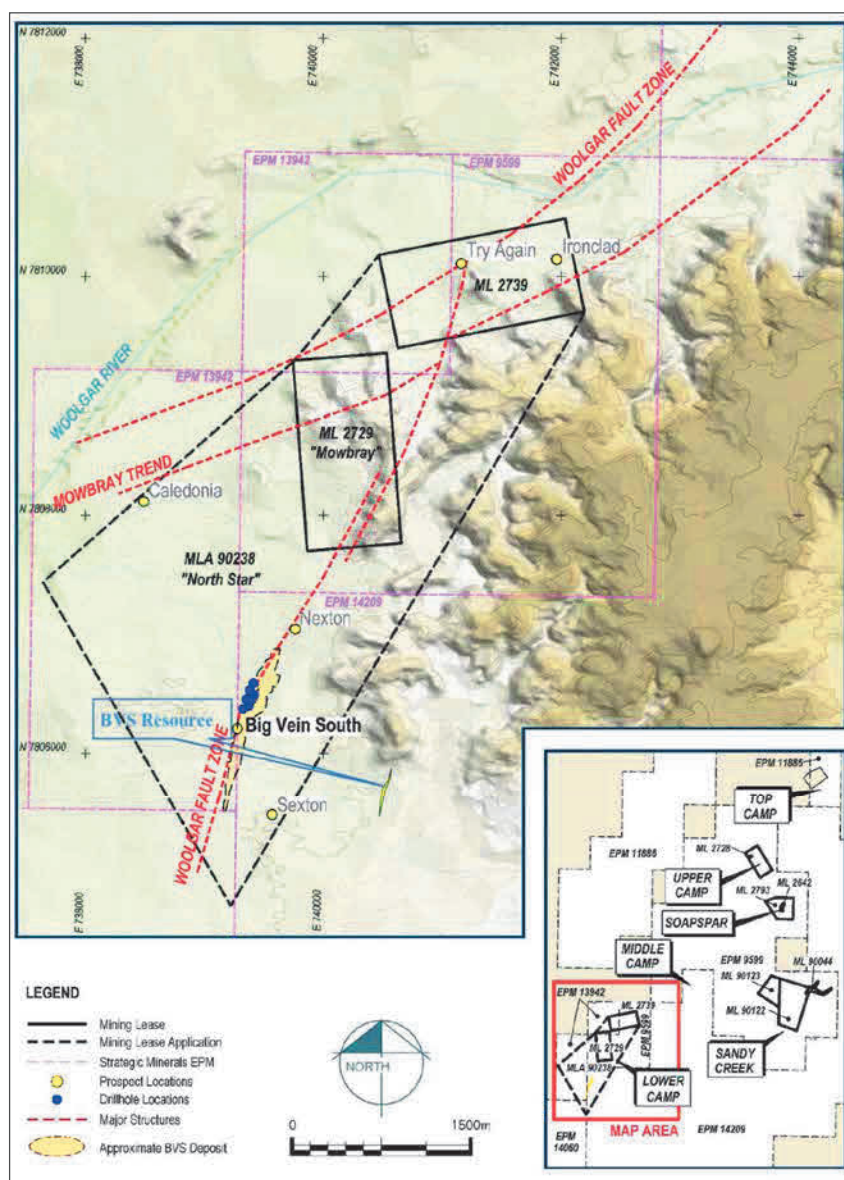 N 7812000
E 738000
E 740000
E 742000
E 744000
WOOLGAR FAULT ZONE
EPM 13942
EPM 9599
Try Again
Ironclad
N 7810000
ML 2739
WOOLGAR RIVER
EPM 13942
ML 2729
"Mowbray"
MOWBRAY TREND
Caledonia
N 7808000
MLA 90238
"North Star"
EPM 14209
Nexton
BVS Resource
Big Vein South
N 7806000
WOOLGAR FAULT ZONE
Sexton
E 738000
E 740000
EPM 11886
TOP
CAMP
EPM 11886
ML 2728
UPPER
CAMP
ML 2793
ML 2642
SOAPSPAR
MIDDLE
CAMP
EPM 9599
ML 90044
ML 90123
EPM 13942
ML 2739
ML 90122
EPM 9599
ML 2729
SANDY
CREEK
MLA 90238
LOWER
CAMP
MAP AREA
EPM 14209
EPM
14060
LEGEND
Mining Lease
Mining Lease Application
Strategic Minerals EPM
Prospect Locations
Drillhole Locations
Major Structures
Approximate BVS Deposit
NORTH
0
1500m